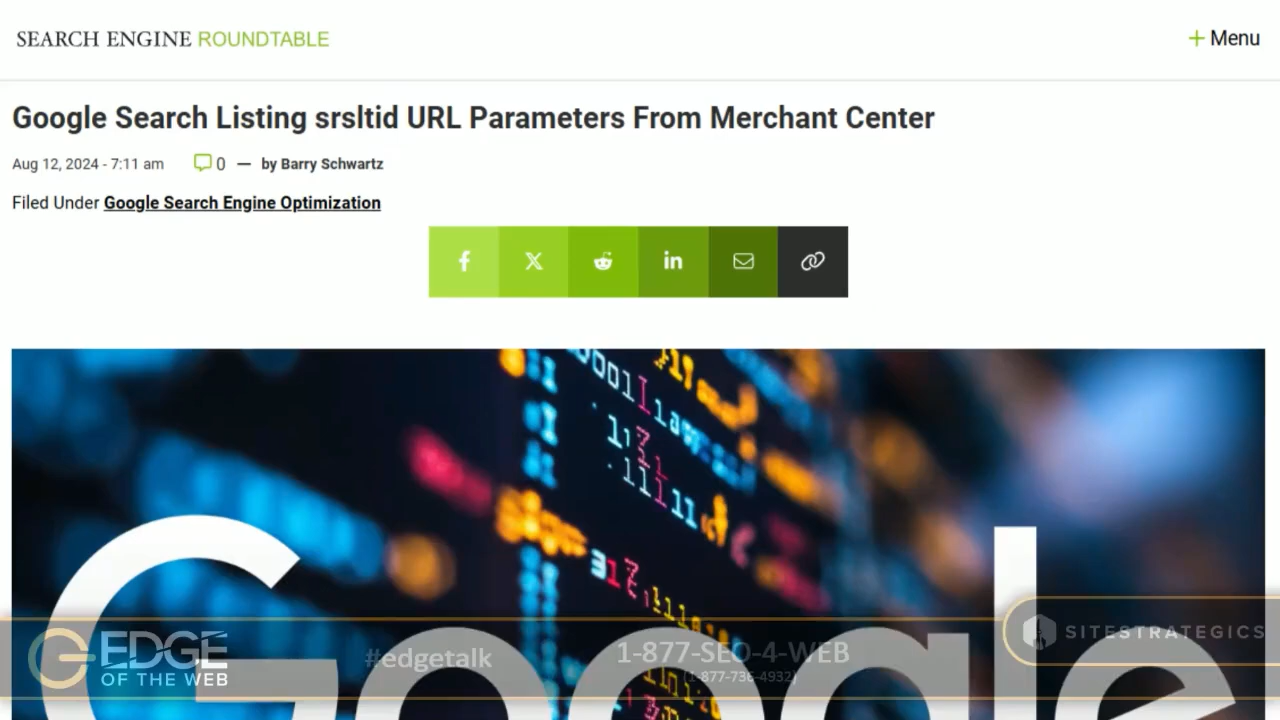 SEARCH ENGINE ROUNDTABLE
+ Menu
Google Search Listing srsltid URL Parameters From Merchant Center
Aug 12, 2024 - 7:11 am 0 — by Barry Schwartz
Filed Under Google Search Engine Optimization
Google
EDGE
OF THE WEB
#edgetalk
1-877-SEO-4-WEB
(1-877-736-4932)
SITESTRATEGICS